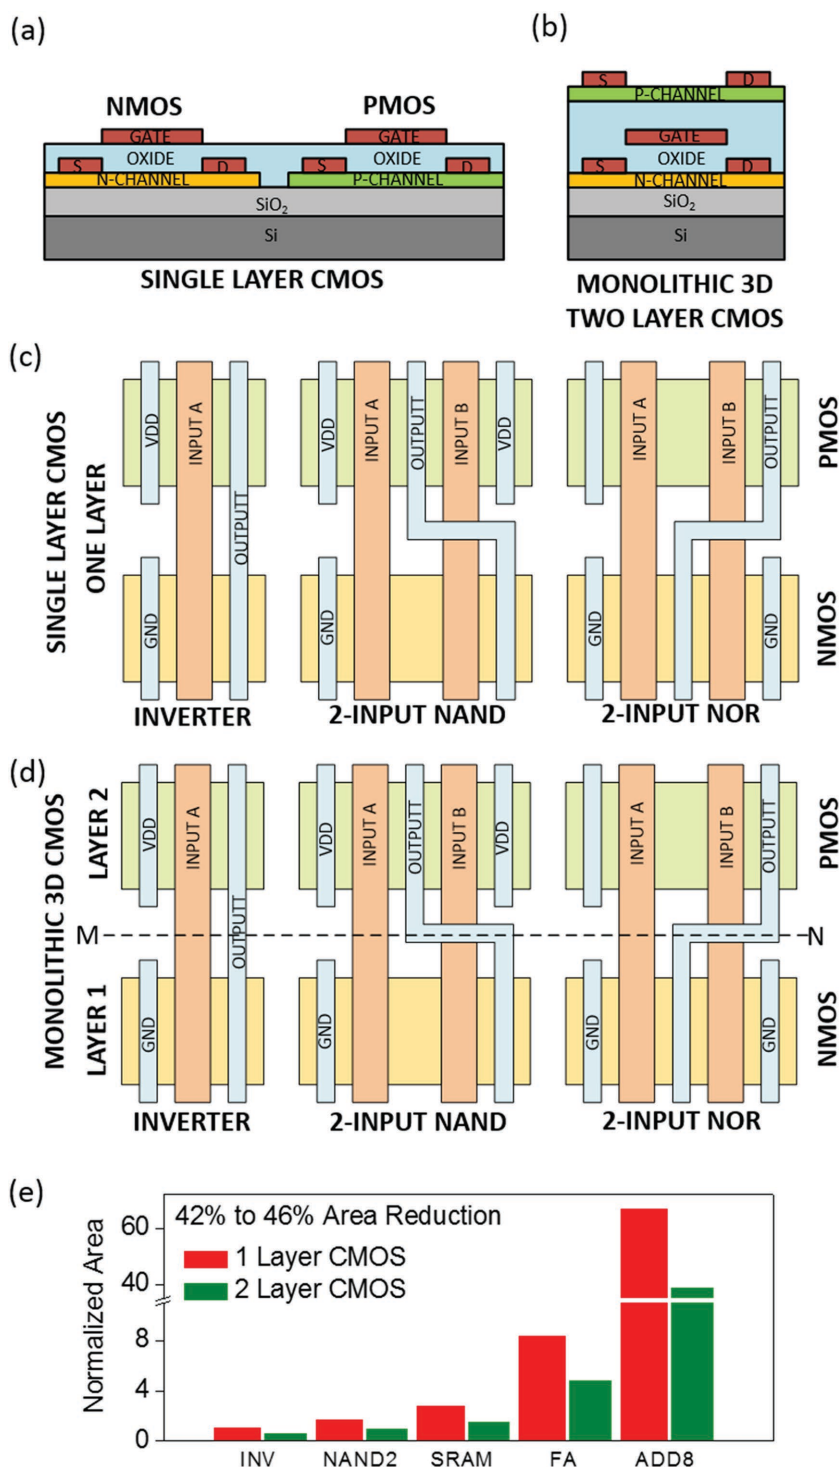 (a)
NMOS
PMOS
GATE
GATE
S
OXIDE
D
S
OXIDE
D
N-CHANNEL
P-CHANNEL
SiO2
Si
SINGLE LAYER CMOS
(b)
S
D
P-CHANNEL
GATE
S
OXIDE
D
N-CHANNEL
SiO2
Si
MONOLITHIC 3D
TWO LAYER CMOS
(c)
SINGLE LAYER CMOS
ONE LAYER
VDD
INPUT A
OUTPUTT
GND
INVERTER
VDD
INPUT A
OUTPUTT
INPUT B
VDD
GND
2-INPUT NAND
INPUT A
INPUT B
OUTPUTT
GND
GND
2-INPUT NOR
PMOS
NMOS
(d)
MONOLITHIC 3D CMOS
LAYER 2
LAYER 1
VDD
INPUT A
OUTPUTT
GND
INVERTER
VDD
INPUT A
OUTPUTT
INPUT B
VDD
GND
2-INPUT NAND
INPUT A
INPUT B
OUTPUTT
GND
GND
2-INPUT NOR
M
N
PMOS
NMOS
(e)
Normalized Area
60
40
8
4
0
42% to 46% Area Reduction
1 Layer CMOS
2 Layer CMOS
INV
NAND2
SRAM
FA
ADD8